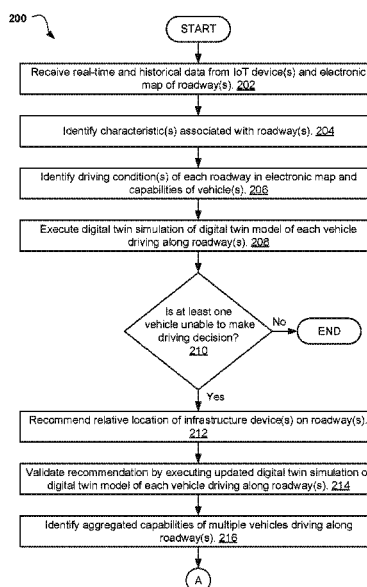 200
START
Receive real-time and historical data from IoT device(s) and electronic
map of roadway(s). 202
Identify characteristic(s) associated with roadway(s). 204
Identify driving condition(s) of each roadway in electronic map and
capabilities of vehicle(s). 206
Execute digital twin simulation of digital twin model of each vehicle
driving along roadway(s). 208
Is at least one
vehicle unable to make
driving decision?
210
No
END
Yes
Recommend relative location of infrastructure device(s) on roadway(s).
212
Validate recommendation by executing updated digital twin simulation of
digital twin model of each vehicle driving along roadway(s). 214
Identify aggregated capabilities of multiple vehicles driving along
roadway(s). 216
A